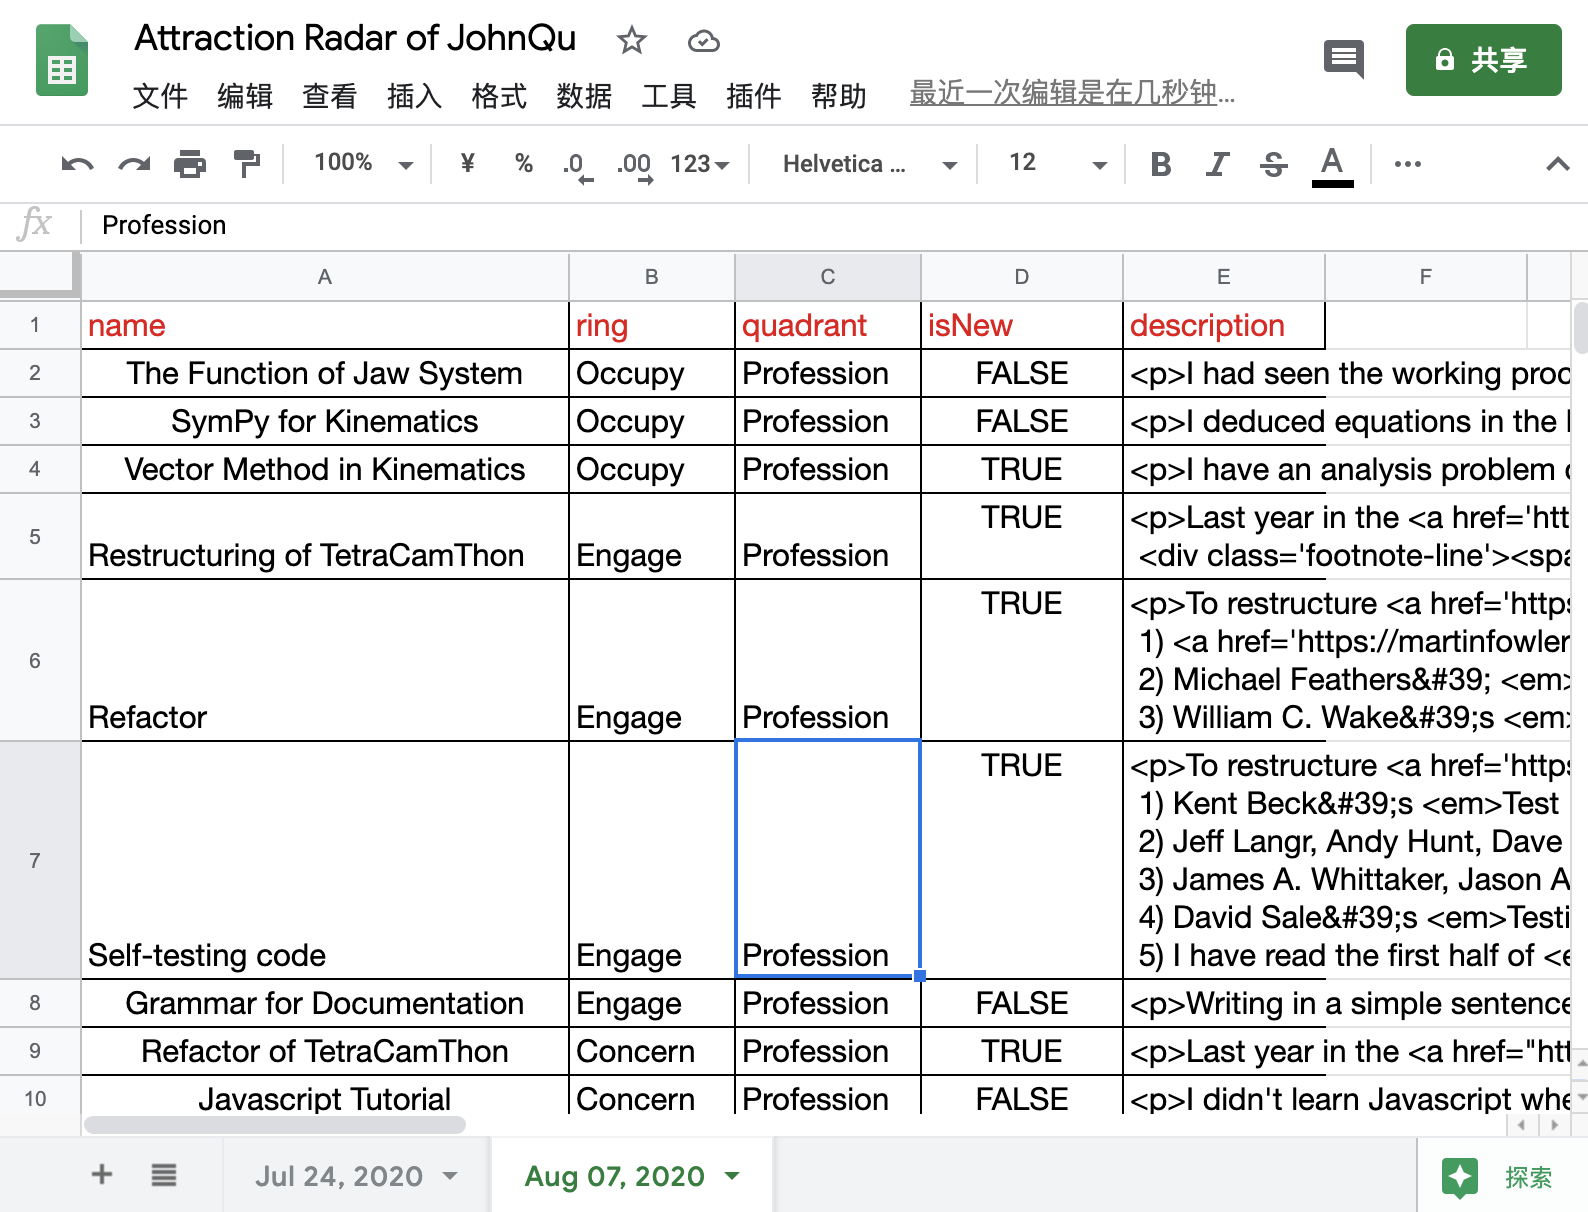 Attraction Radar of JohnQu
文件 编辑 查看 插入 格式 数据 工具 插件 帮助 最近一次编辑是在几秒钟...
共享
100% ¥ % .0 .00 123 Helvetica ... 12 B I S A
fx Profession
A B C D E F
1 name ring quadrant isNew description
2 The Function of Jaw System Occupy Profession FALSE <p>I had seen the working proc
3 SymPy for Kinematics Occupy Profession FALSE <p>I deduced equations in the
4 Vector Method in Kinematics Occupy Profession TRUE <p>I have an analysis problem
TRUE <p>Last year in the <a href='htt
5 Restructuring of TetraCamThon Engage Profession <div class='footnote-line'><spa
TRUE <p>To restructure <a href='https
1) <a href='https://martinfowler
6
2) Michael Feathers&#39; <em>
Refactor Engage Profession 3) William C. Wake&#39;s <em>
TRUE <p>To restructure <a href='https
1) Kent Beck&#39;s <em>Test
2) Jeff Langr, Andy Hunt, Dave
7
3) James A. Whittaker, Jason A
4) David Sale&#39;s <em>Testi
Self-testing code Engage Profession 5) I have read the first half of <e
8 Grammar for Documentation Engage Profession FALSE <p>Writing in a simple sentence
9 Refactor of TetraCamThon Concern Profession TRUE <p>Last year in the <a href="htt
10 Javascript Tutorial Concern Profession FALSE <p>I didn't learn Javascript whe
+ Jul 24, 2020 Aug 07, 2020 探索